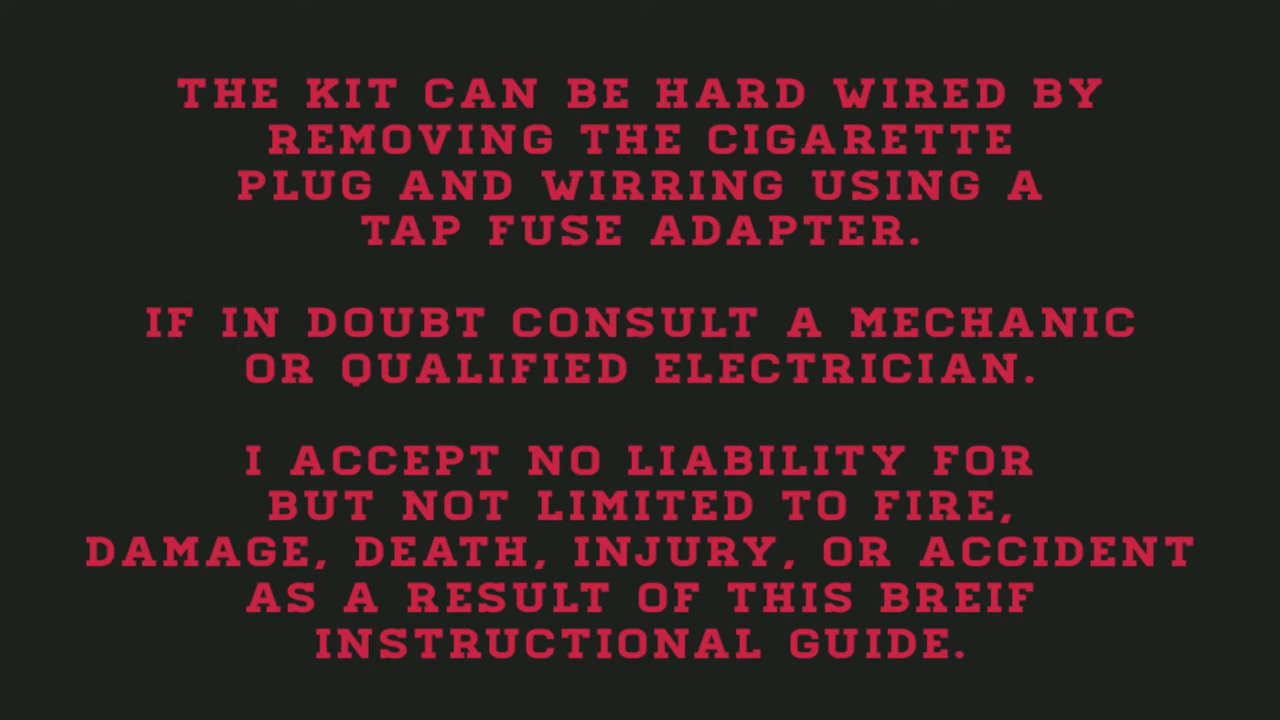 THE KIT CAN BE HARD WIRED BY
REMOVING THE CIGARETTE
PLUG AND WIRRING USING A
TAP FUSE ADAPTER.
IF IN DOUBT CONSULT A MECHANIC
OR QUALIFIED ELECTRICIAN.
I ACCEPT NO LIABILITY FOR
BUT NOT LIMITED TO FIRE,
DAMAGE, DEATH, INJURY, OR ACCIDENT
AS A RESULT OF THIS BREIF
INSTRUCTIONAL GUIDE.